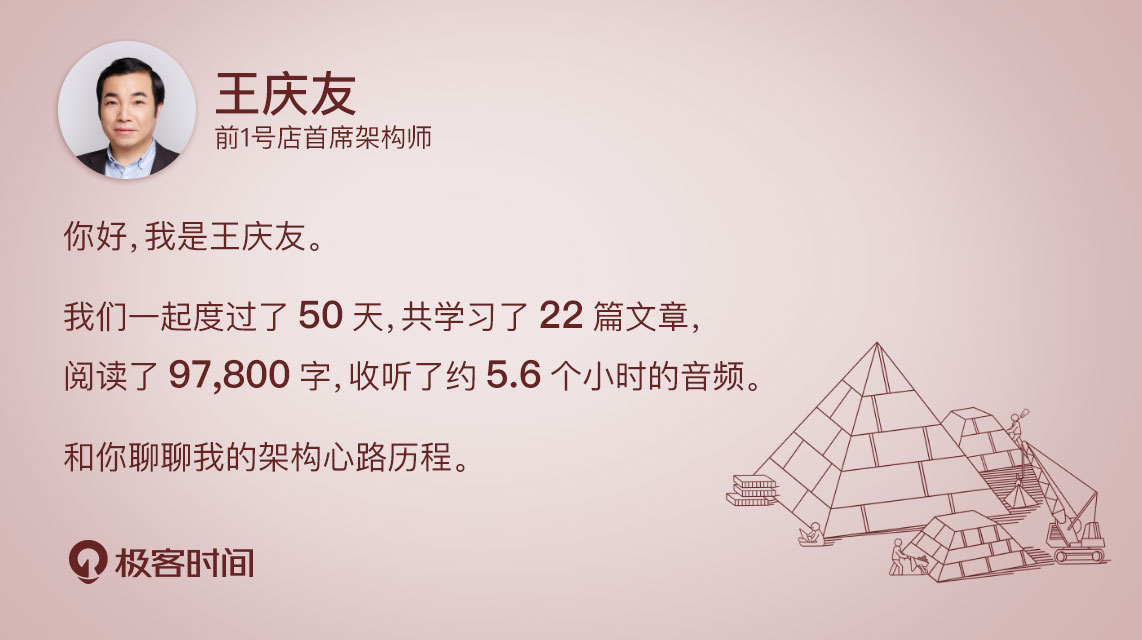 王庆友
前1号店首席架构师
你好,我是王庆友。
我们一起度过了 50 天,共学习了 22 篇文章,
阅读了 97,800 字,收听了约 5.6 个小时的音频。
和你聊聊我的架构心路历程。
极客时间